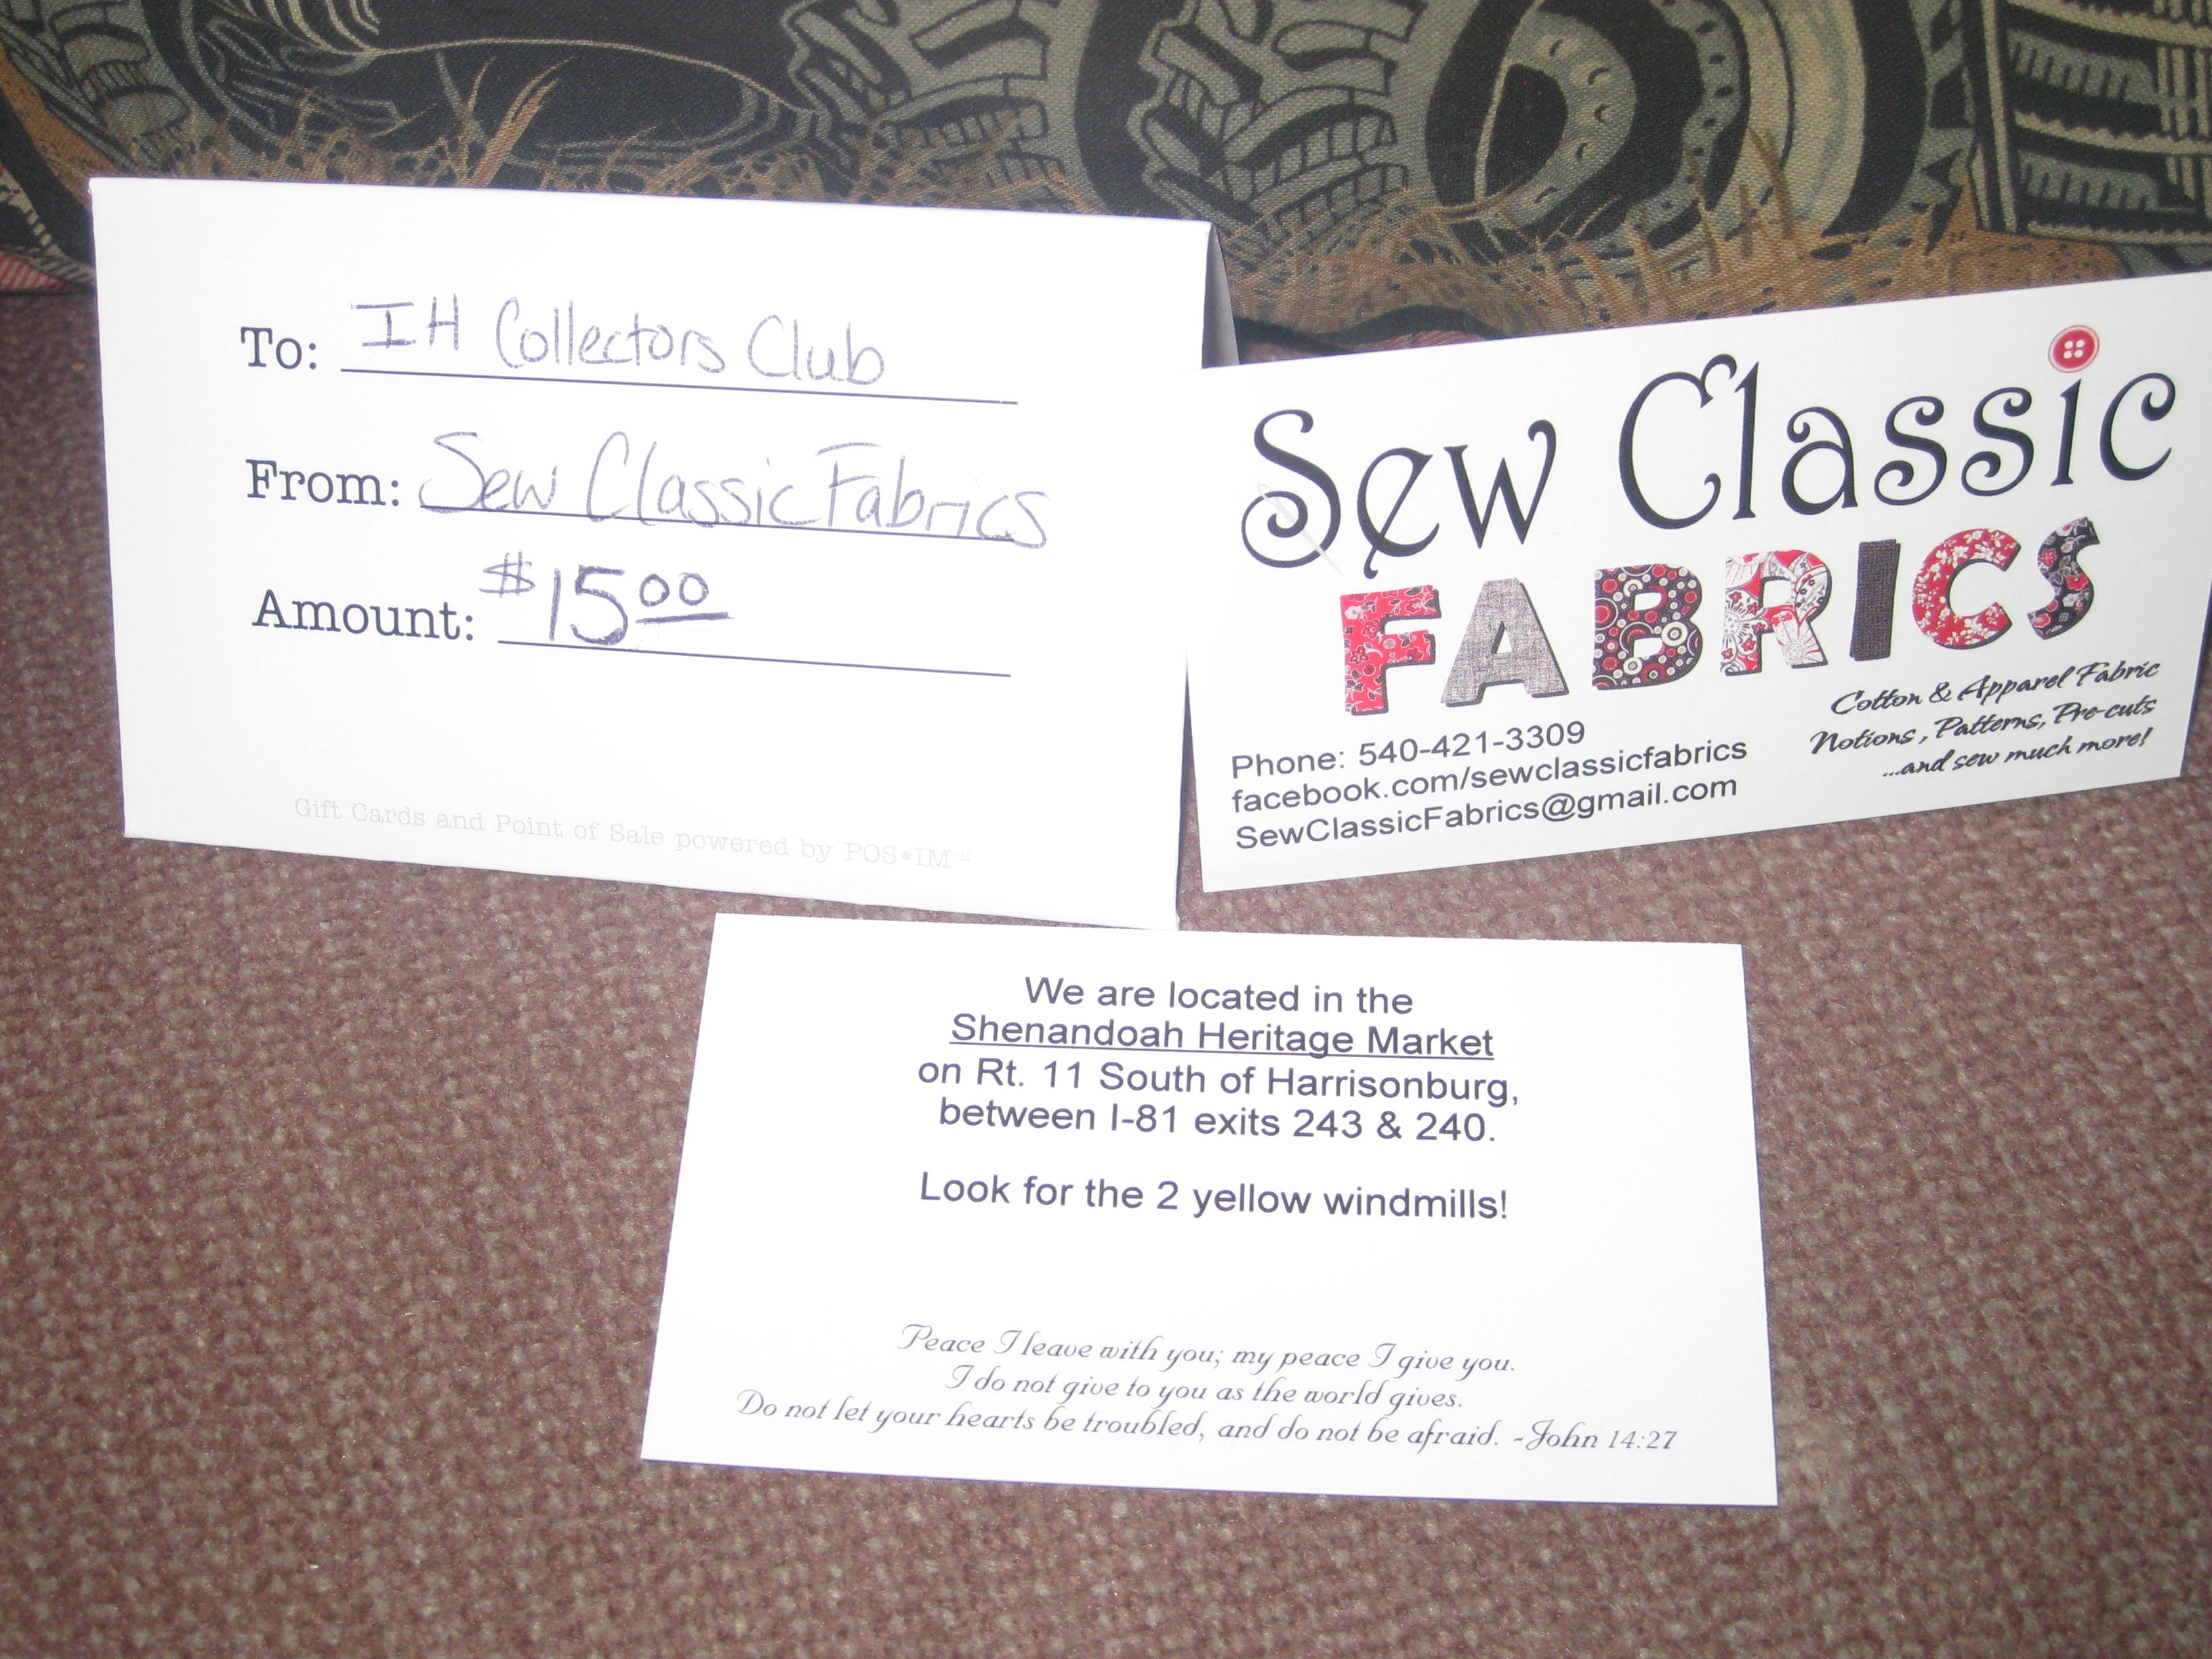 To: IH Collectors Club
From: Sew Classic Fabrics
Amount: $15.00
Gift Cards and Point of Sale powered by POS•IM™
Sew Classic
FABRICS
Phone: 540-421-3309
facebook.com/sewclassicfabrics
SewClassicFabrics@gmail.com
Cotton & Apparel Fabric
Notions, Patterns, Pre-cuts
...and sew much more!
We are located in the
Shenandoah Heritage Market
on Rt. 11 South of Harrisonburg,
between I-81 exits 243 & 240.
Look for the 2 yellow windmills!
Peace I leave with you; my peace I give you.
I do not give to you as the world gives.
Do not let your hearts be troubled, and do not be afraid. -John 14:27